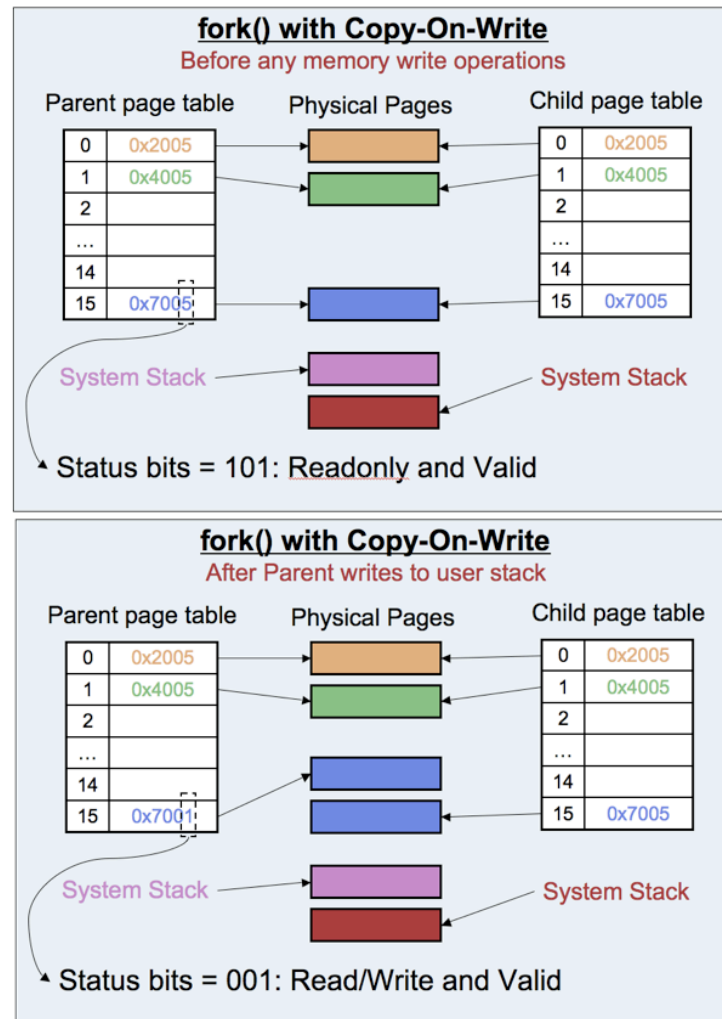 fork() with Copy-On-Write
Before any memory write operations
Parent page table Physical Pages Child page table
0 0x2005 0 0x2005
1 0x4005 1 0x4005
2 2
... ...
14 14
15 0x7005 15 0x7005
System Stack System Stack
Status bits = 101: Readonly and Valid
fork() with Copy-On-Write
After Parent writes to user stack
Parent page table Physical Pages Child page table
0 0x2005 0 0x2005
1 0x4005 1 0x4005
2 2
... ...
14 14
15 0x7001 15 0x7005
System Stack System Stack
Status bits = 001: Read/Write and Valid